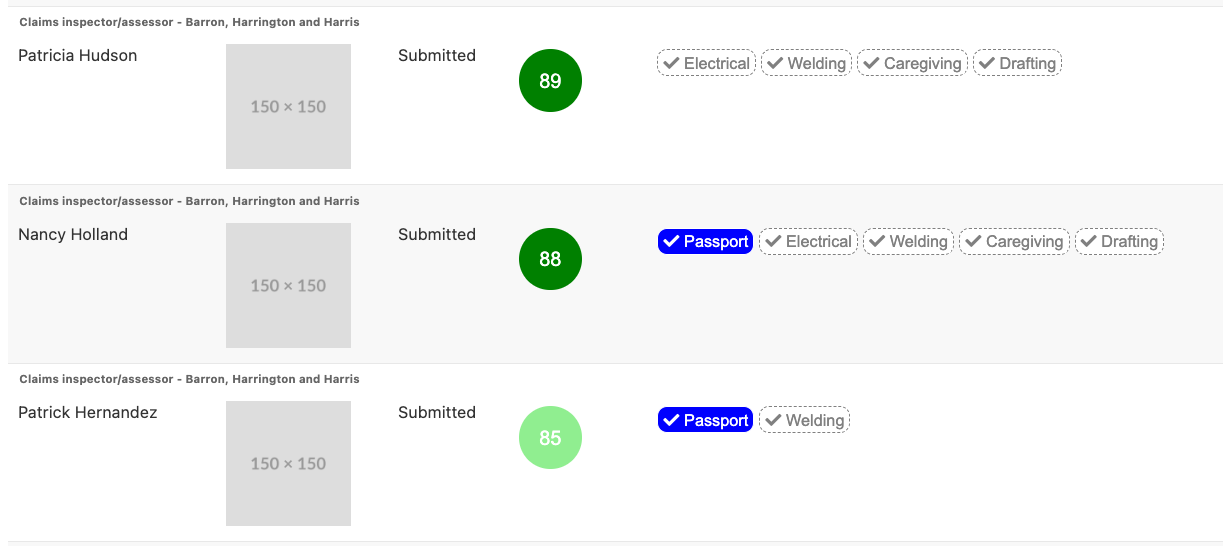 Claims inspector/assessor - Barron, Harrington and Harris
Patricia Hudson
150 × 150
Submitted
89
Electrical Welding Caregiving Drafting
Claims inspector/assessor - Barron, Harrington and Harris
Nancy Holland
150 × 150
Submitted
88
Passport Electrical Welding Caregiving Drafting
Claims inspector/assessor - Barron, Harrington and Harris
Patrick Hernandez
150 × 150
Submitted
85
Passport Welding